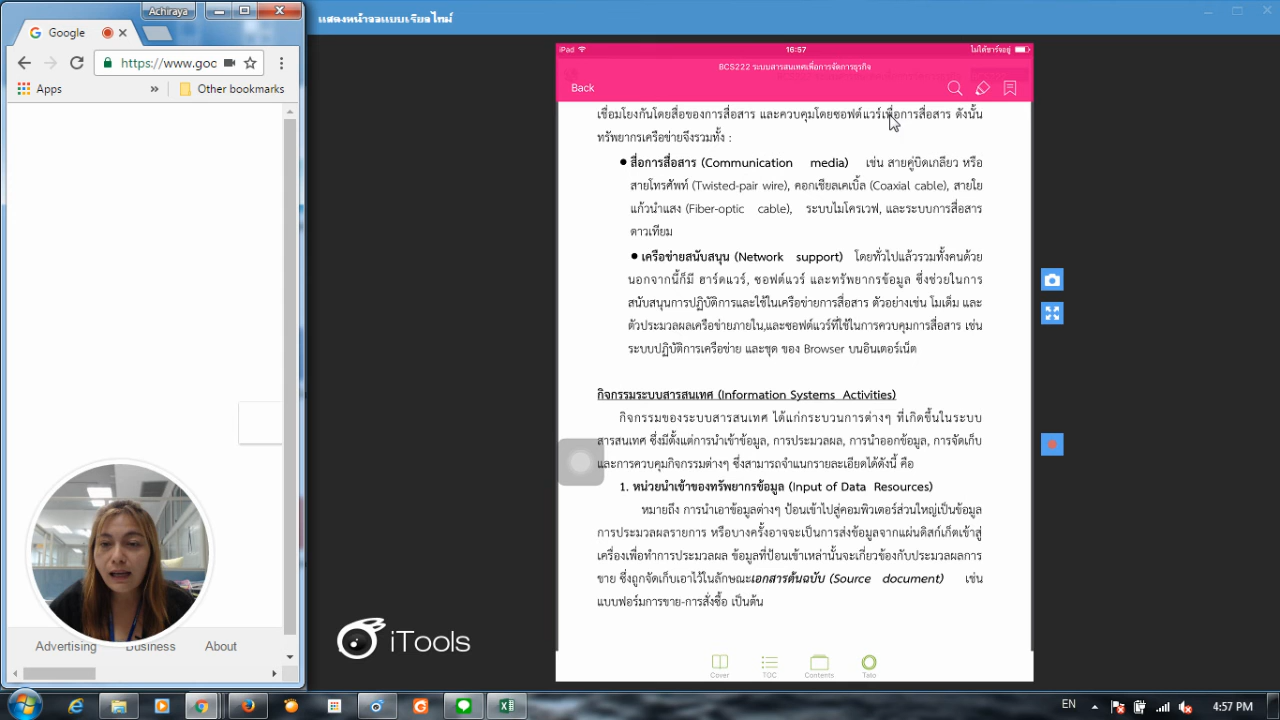 Achiraya
Google
https://www.goo
Apps
»
Other bookmarks
Advertising
Business
About
แสดงหน้าจอแบบเรียลไทม์
iTools
iPad
16:57
ไม่ได้ชาร์จอยู่
BCS222 ระบบสารสนเทศเพื่อการจัดการธุรกิจ
Back
เชื่อมโยงกันโดยสื่อของการสื่อสาร และควบคุมโดยซอฟต์แวร์เพื่อการสื่อสาร ดังนั้น
ทรัพยากรเครือข่ายจึงรวมทั้ง :
● สื่อการสื่อสาร (Communication media) เช่น สายคู่บิดเกลียว หรือ
สายโทรศัพท์ (Twisted-pair wire), คอกเชียลเคเบิ้ล (Coaxial cable), สายใย
แก้วนำแสง (Fiber-optic cable), ระบบไมโครเวฟ, และระบบการสื่อสาร
ดาวเทียม
● เครือข่ายสนับสนุน (Network support) โดยทั่วไปแล้วรวมทั้งคนด้วย
นอกจากนี้ก็มี ฮาร์ดแวร์, ซอฟต์แวร์ และทรัพยากรข้อมูล ซึ่งช่วยในการ
สนับสนุนการปฏิบัติการและใช้ในเครือข่ายการสื่อสาร ตัวอย่างเช่น โมเด็ม และ
ตัวประมวลผลเครือข่ายภายใน,และซอฟต์แวร์ที่ใช้ในการควบคุมการสื่อสาร เช่น
ระบบปฏิบัติการเครือข่าย และชุด ของ Browser บนอินเตอร์เน็ต
กิจกรรมระบบสารสนเทศ (Information Systems Activities)
กิจกรรมของระบบสารสนเทศ ได้แก่กระบวนการต่างๆ ที่เกิดขึ้นในระบบ
สารสนเทศ ซึ่งมีตั้งแต่การนำเข้าข้อมูล, การประมวลผล, การนำออกข้อมูล, การจัดเก็บ
และการควบคุมกิจกรรมต่างๆ ซึ่งสามารถจำแนกรายละเอียดได้ดังนี้ คือ
1. หน่วยนำเข้าของทรัพยากรข้อมูล (Input of Data Resources)
หมายถึง การนำเอาข้อมูลต่างๆ ป้อนเข้าไปสู่คอมพิวเตอร์ส่วนใหญ่เป็นข้อมูล
การประมวลผลรายการ หรือบางครั้งอาจจะเป็นการส่งข้อมูลจากแผ่นดิสก์เก็ตเข้าสู่
เครื่องเพื่อทำการประมวลผล ข้อมูลที่ป้อนเข้าเหล่านั้นจะเกี่ยวข้องกับประมวลผลการ
ขาย ซึ่งถูกจัดเก็บเอาไว้ในลักษณะเอกสารต้นฉบับ (Source document) เช่น
แบบฟอร์มการขาย-การสั่งซื้อ เป็นต้น
Cover
TOC
Contents
Talo
EN
4:57 PM